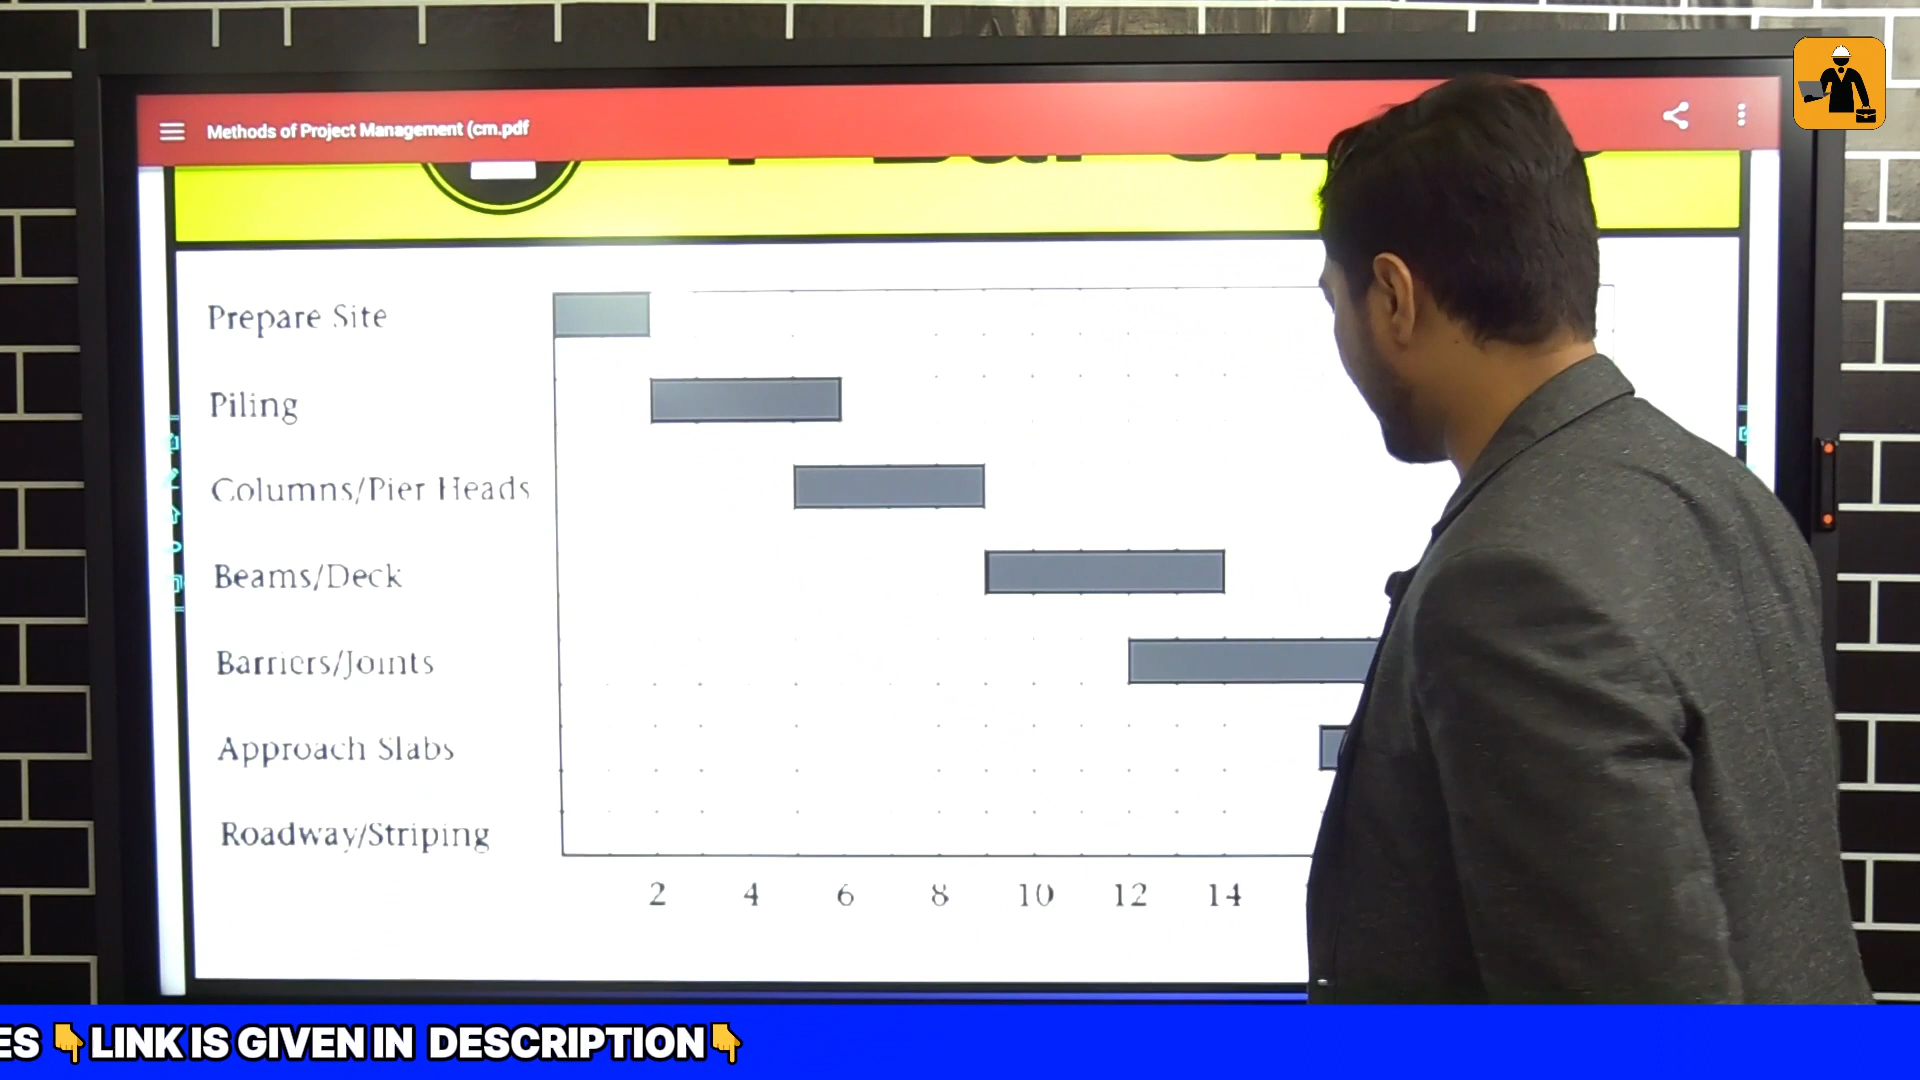 Methods of Project Management (cm.pdf
Prepare Site
Piling
Columns/Pier Heads
Beams/Deck
Barriers/Joints
Approach Slabs
Roadway/Striping
2 4 6 8 10 12 14
ES 👇LINK IS GIVEN IN DESCRIPTION👇